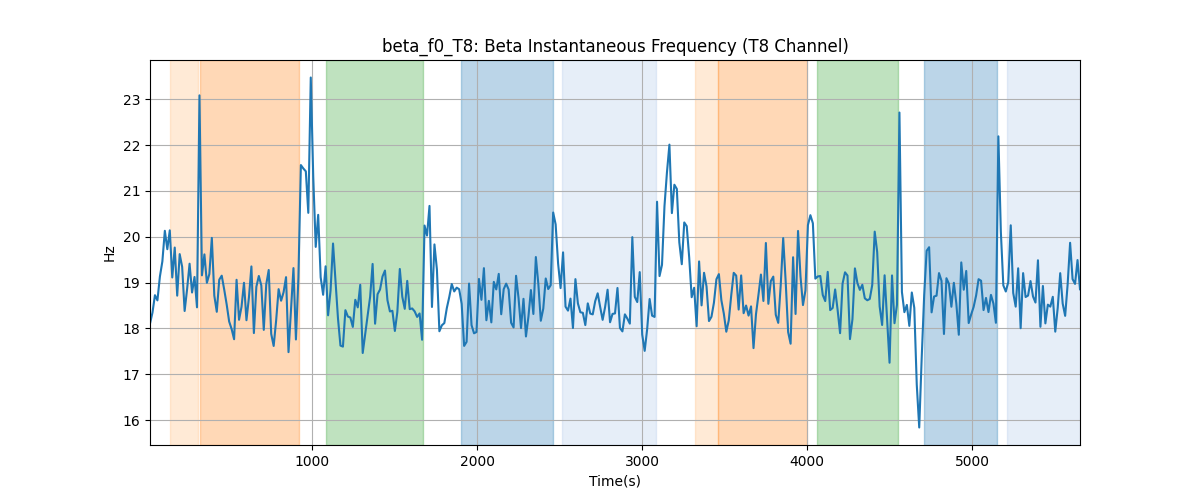 beta_f0_T8: Beta Instantaneous Frequency (T8 Channel)
23
22
21
20
19
18
17
16
Hz
1000 2000 3000 4000 5000
Time(s)